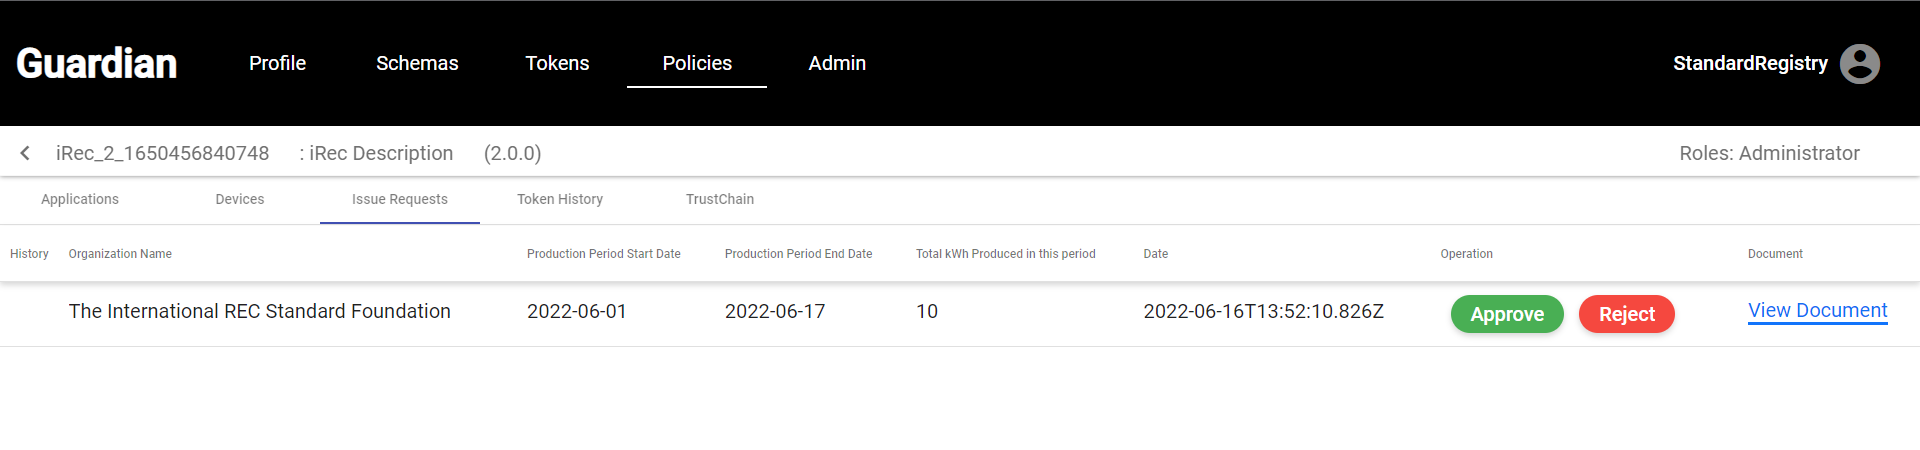 Guardian Profile Schemas Tokens Policies Admin StandardRegistry
iRec_2_1650456840748 : iRec Description (2.0.0) Roles: Administrator
Applications Devices Issue Requests Token History TrustChain
History Organization Name Production Period Start Date Production Period End Date Total kWh Produced in this period Date Operation Document
The International REC Standard Foundation 2022-06-01 2022-06-17 10 2022-06-16T13:52:10.826Z Approve Reject View Document